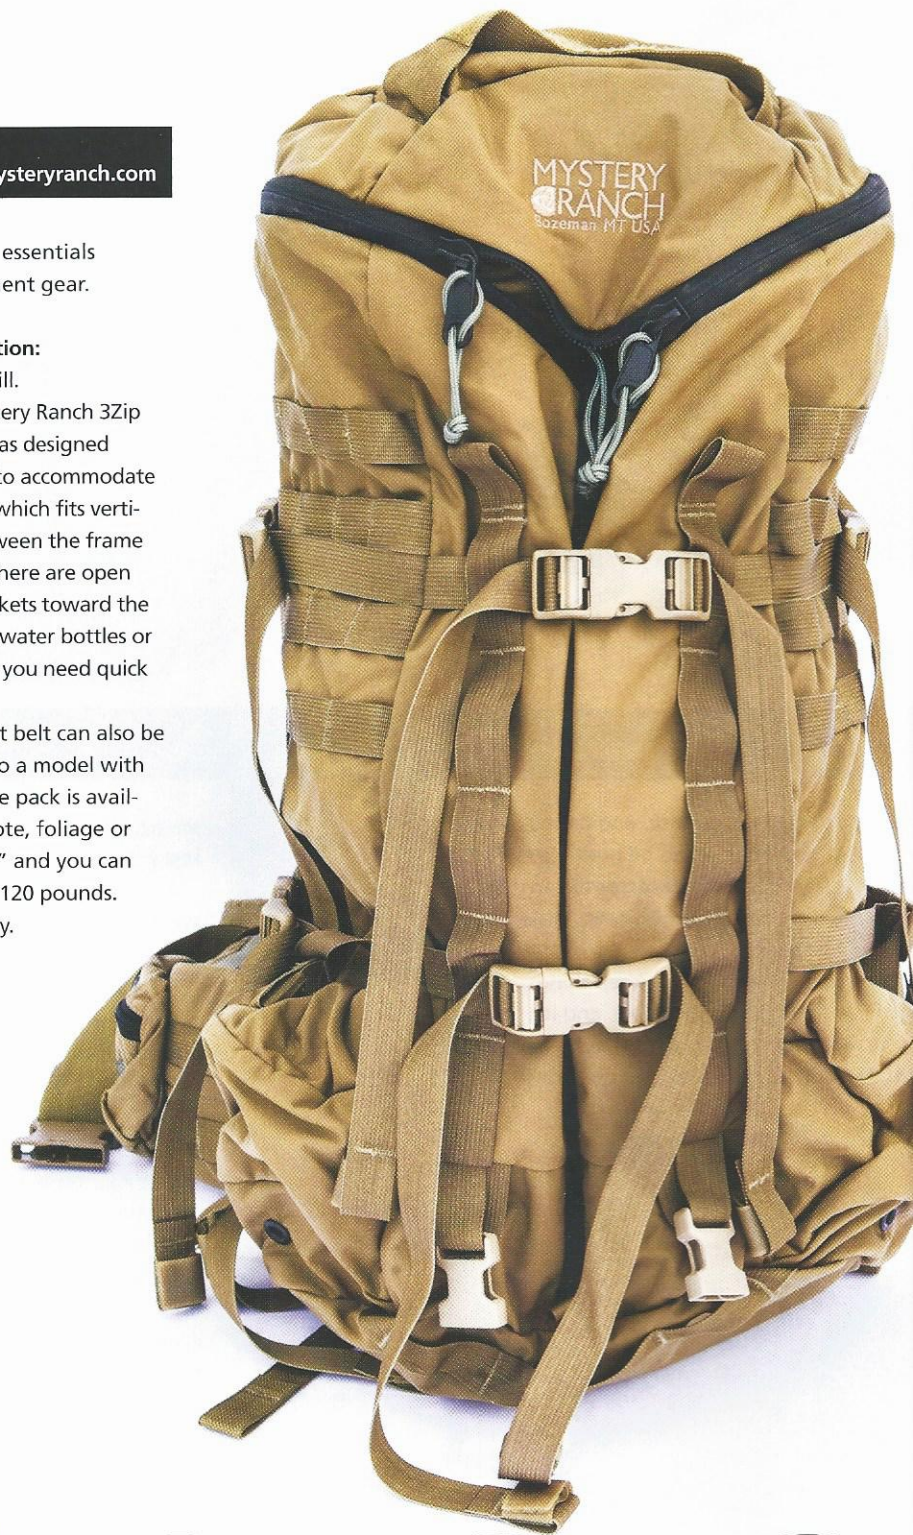 ysteryranch.com
essentials
ent gear.
tion:
ill.
ery Ranch 3Zip
as designed
to accommodate
which fits verti-
ween the frame
here are open
kets toward the
water bottles or
you need quick
t belt can also be
o a model with
e pack is avail-
ote, foliage or
” and you can
120 pounds.
y.
MYSTERY
RANCH
Bozeman MT USA